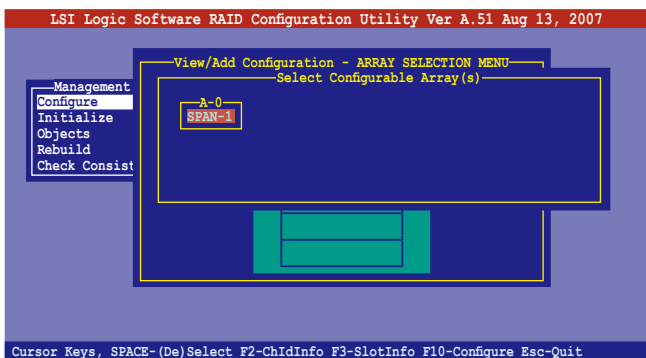 LSI Logic Software RAID Configuration Utility Ver A.51 Aug 13, 2007
View/Add Configuration - ARRAY SELECTION MENU
Select Configurable Array(s)
A-0
SPAN-1
Management
Configure
Initialize
Objects
Rebuild
Check Consist
Cursor Keys, SPACE-(De)Select F2-ChIdInfo F3-SlotInfo F10-Configure Esc-Quit